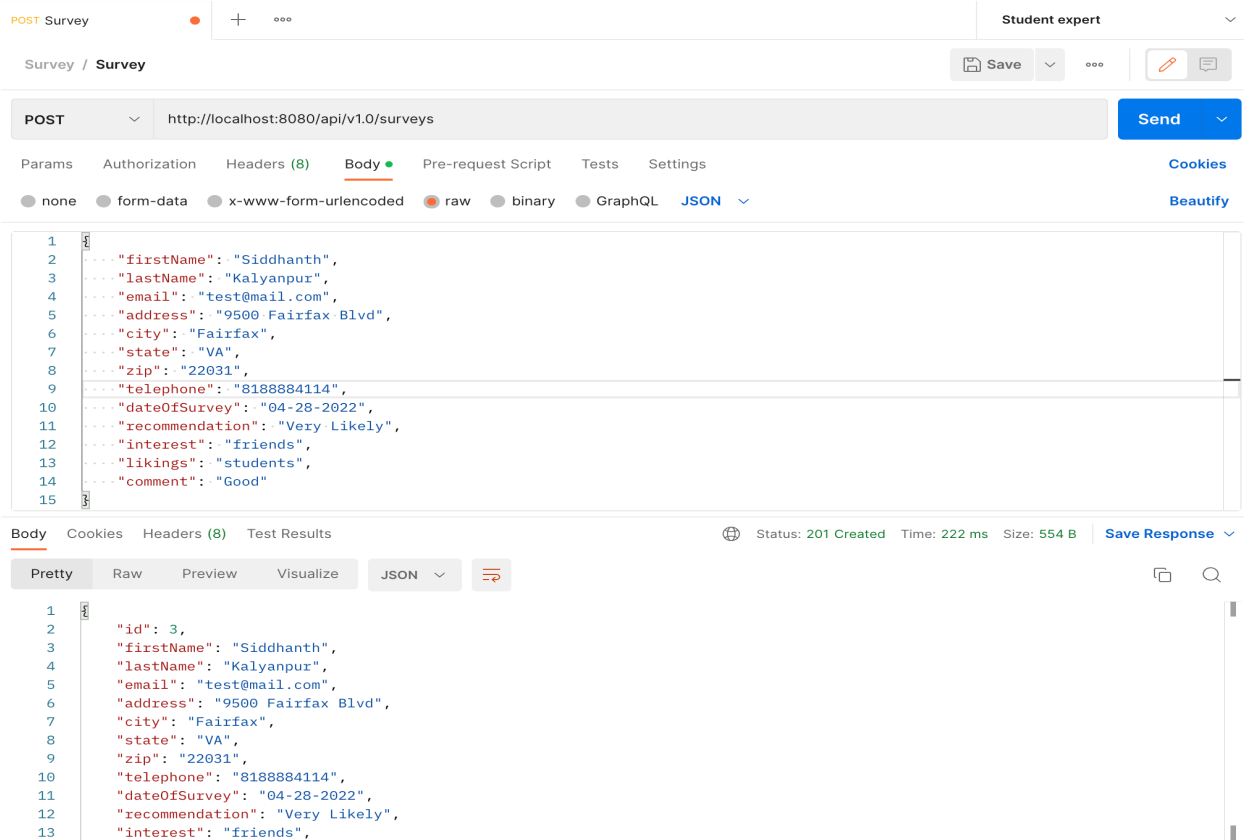 POST Survey
Student expert
Survey / Survey
Save
POST http://localhost:8080/api/v1.0/surveys Send
Params Authorization Headers (8) Body Pre-request Script Tests Settings Cookies
none form-data x-www-form-urlencoded raw binary GraphQL JSON Beautify
1 {
2 "firstName": "Siddhanth",
3 "lastName": "Kalyanpur",
4 "email": "test@mail.com",
5 "address": "9500 Fairfax Blvd",
6 "city": "Fairfax",
7 "state": "VA",
8 "zip": "22031",
9 "telephone": "8188884114",
10 "dateOfSurvey": "04-28-2022",
11 "recommendation": "Very Likely",
12 "interest": "friends",
13 "likings": "students",
14 "comment": "Good"
15 }
Body Cookies Headers (8) Test Results Status: 201 Created Time: 222 ms Size: 554 B Save Response
Pretty Raw Preview Visualize JSON
1 {
2 "id": 3,
3 "firstName": "Siddhanth",
4 "lastName": "Kalyanpur",
5 "email": "test@mail.com",
6 "address": "9500 Fairfax Blvd",
7 "city": "Fairfax",
8 "state": "VA",
9 "zip": "22031",
10 "telephone": "8188884114",
11 "dateOfSurvey": "04-28-2022",
12 "recommendation": "Very Likely",
13 "interest": "friends",